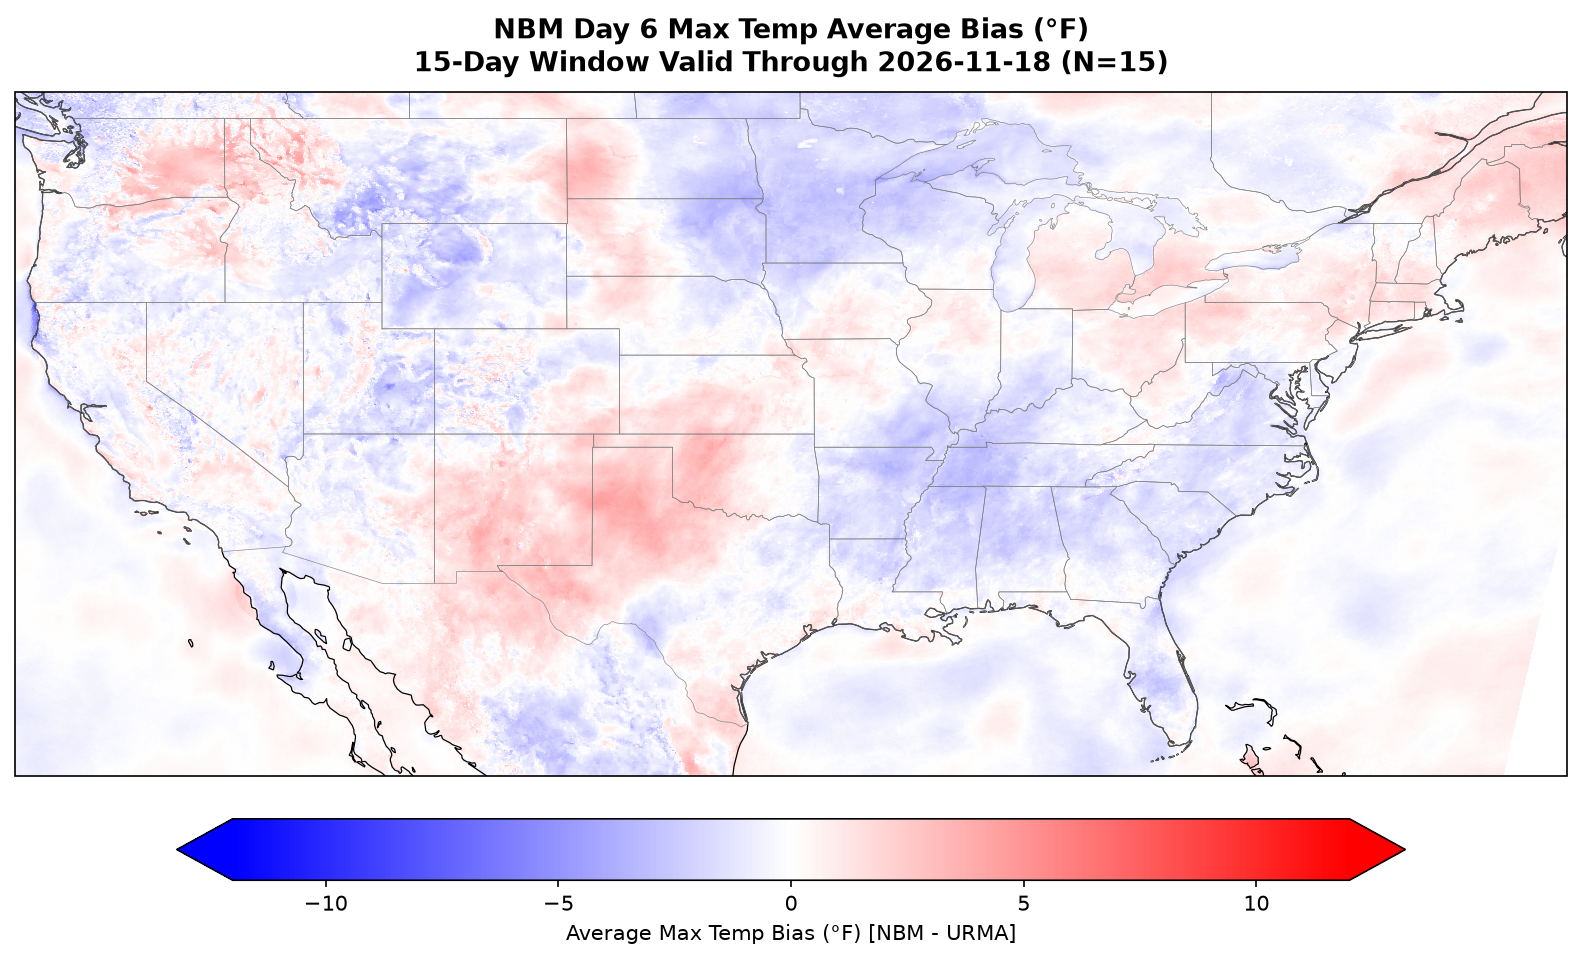 NBM Day 6 Max Temp Average Bias (°F)
15-Day Window Valid Through 2026-11-18 (N=15)
−10 −5 0 5 10
Average Max Temp Bias (°F) [NBM - URMA]